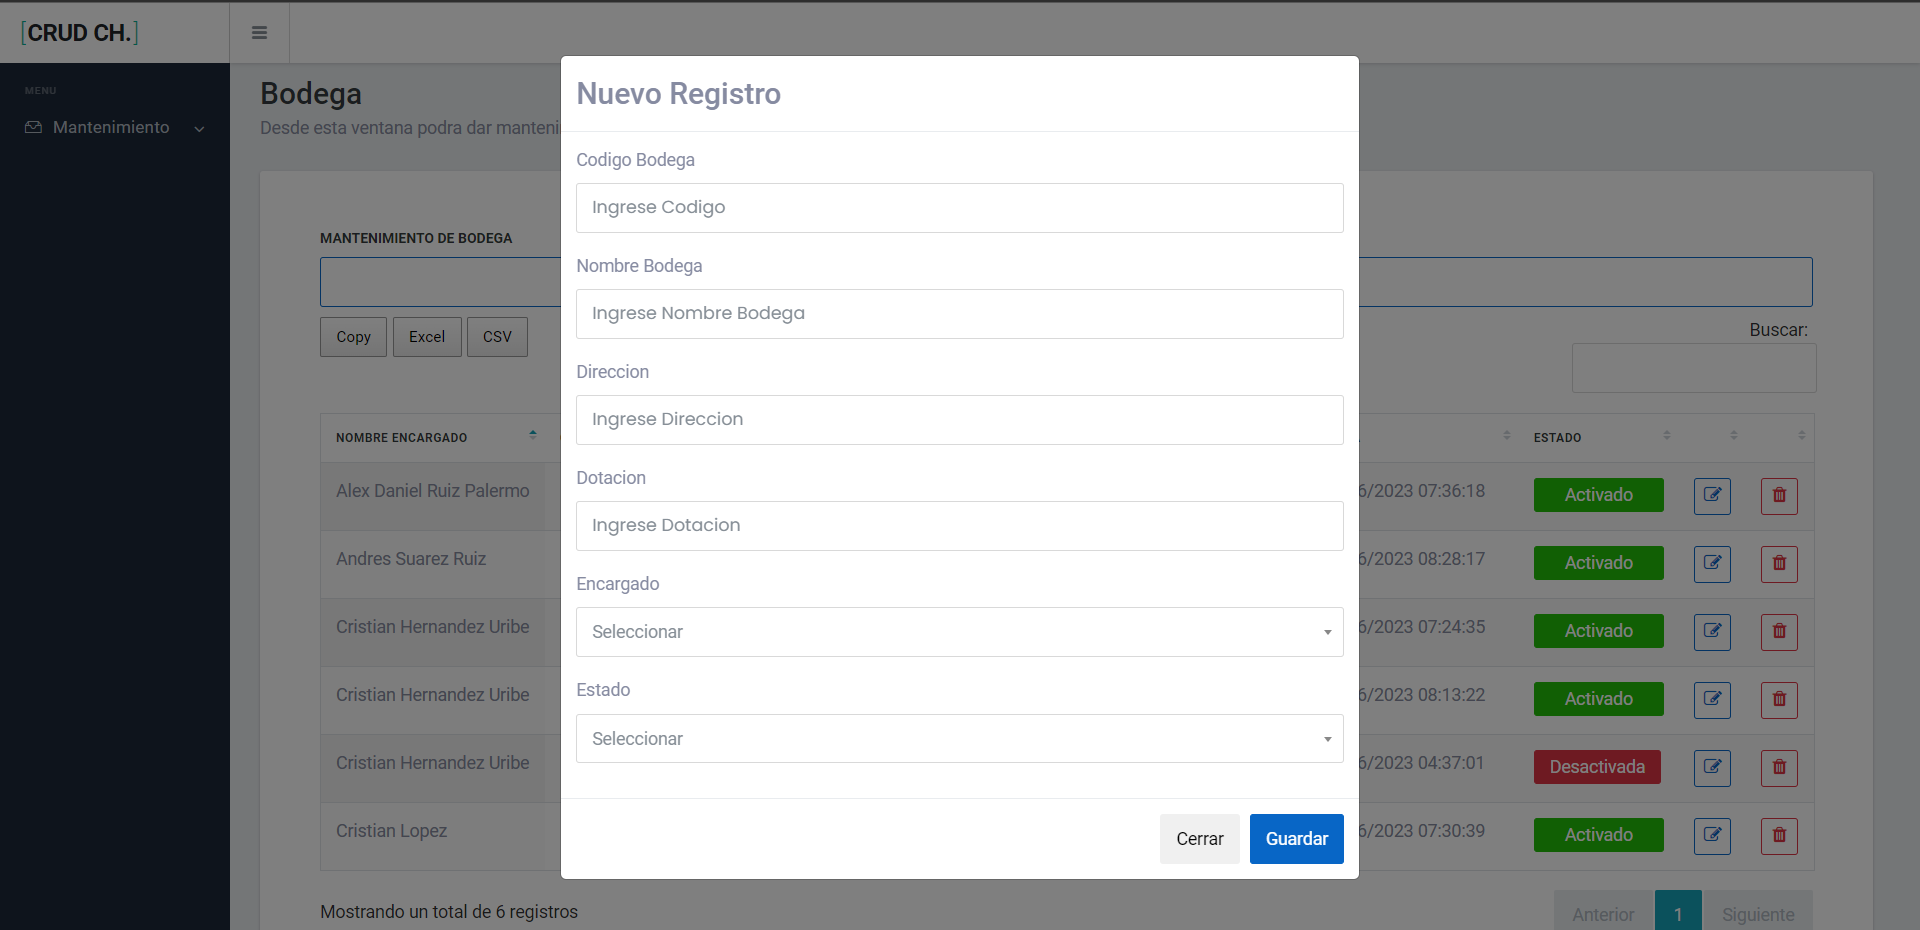 [CRUD CH.]
MENU
Mantenimiento
Bodega
Desde esta ventana podra dar
MANTENIMIENTO DE BODEGA
Copy
Excel
CSV
Buscar:
NOMBRE ENCARGADO
ESTADO
Alex Daniel Ruiz Palermo
6/2023 07:36:18
Activado
Andres Suarez Ruiz
6/2023 08:28:17
Activado
Cristian Hernandez Uribe
6/2023 07:24:35
Activado
Cristian Hernandez Uribe
6/2023 08:13:22
Activado
Cristian Hernandez Uribe
6/2023 04:37:01
Desactivada
Cristian Lopez
6/2023 07:30:39
Activado
Mostrando un total de 6 registros
Anterior
1
Siguiente
Nuevo Registro
Codigo Bodega
Ingrese Codigo
Nombre Bodega
Ingrese Nombre Bodega
Direccion
Ingrese Direccion
Dotacion
Ingrese Dotacion
Encargado
Seleccionar
Estado
Seleccionar
Cerrar
Guardar